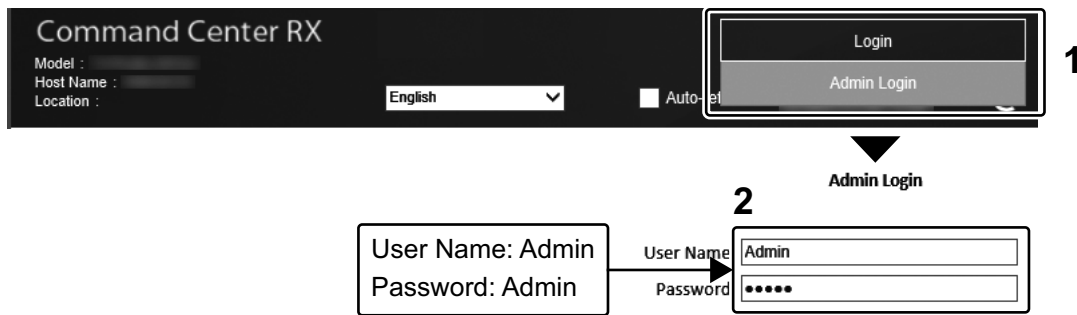 Command Center RX
Login
1
Model :
Host Name :
Location :
English
Auto-ref
Admin Login
Admin Login
2
User Name: Admin
Password: Admin
User Name
Admin
Password
•••••